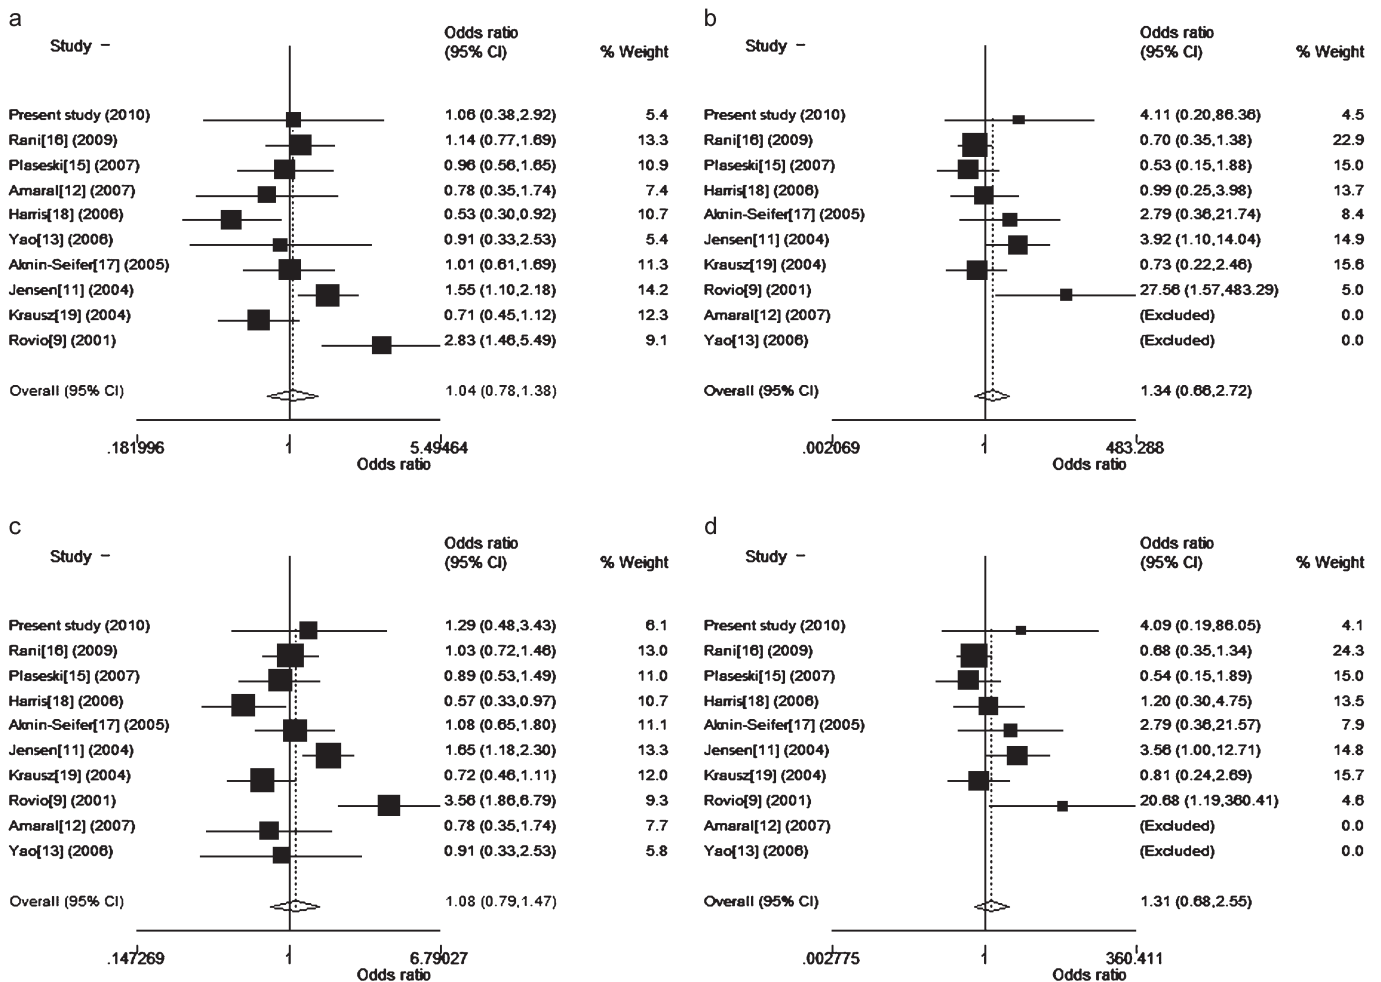 a
Study
Odds ratio
(95% CI)
% Weight
Present study (2010) 1.06 (0.38,2.92) 5.4
Rani[16] (2009) 1.14 (0.77,1.69) 13.3
Plaseski[15] (2007) 0.96 (0.56,1.65) 10.9
Amaral[12] (2007) 0.78 (0.35,1.74) 7.4
Harris[18] (2006) 0.53 (0.30,0.92) 10.7
Yao[13] (2006) 0.91 (0.33,2.53) 5.4
Aknin-Seifer[17] (2005) 1.01 (0.61,1.69) 11.3
Jensen[11] (2004) 1.55 (1.10,2.18) 14.2
Krausz[19] (2004) 0.71 (0.45,1.12) 12.3
Rovio[9] (2001) 2.83 (1.46,5.49) 9.1
Overall (95% CI) 1.04 (0.78,1.38)
.181996 1 5.49464
Odds ratio
b
Study
Odds ratio
(95% CI)
% Weight
Present study (2010) 4.11 (0.20,86.36) 4.5
Rani[16] (2009) 0.70 (0.35,1.38) 22.9
Plaseski[15] (2007) 0.53 (0.15,1.88) 15.0
Harris[18] (2006) 0.99 (0.25,3.98) 13.7
Aknin-Seifer[17] (2005) 2.79 (0.36,21.74) 8.4
Jensen[11] (2004) 3.92 (1.10,14.04) 14.9
Krausz[19] (2004) 0.73 (0.22,2.46) 15.6
Rovio[9] (2001) 27.56 (1.57,483.29) 5.0
Amaral[12] (2007) (Excluded) 0.0
Yao[13] (2006) (Excluded) 0.0
Overall (95% CI) 1.34 (0.66,2.72)
.002069 1 483.288
Odds ratio
c
Study
Odds ratio
(95% CI)
% Weight
Present study (2010) 1.29 (0.48,3.43) 6.1
Rani[16] (2009) 1.03 (0.72,1.46) 13.0
Plaseski[15] (2007) 0.89 (0.53,1.49) 11.0
Harris[18] (2006) 0.57 (0.33,0.97) 10.7
Aknin-Seifer[17] (2005) 1.08 (0.65,1.80) 11.1
Jensen[11] (2004) 1.65 (1.18,2.30) 13.3
Krausz[19] (2004) 0.72 (0.46,1.11) 12.0
Rovio[9] (2001) 3.56 (1.86,6.79) 9.3
Amaral[12] (2007) 0.78 (0.35,1.74) 7.7
Yao[13] (2006) 0.91 (0.33,2.53) 5.8
Overall (95% CI) 1.08 (0.79,1.47)
.147269 1 6.79027
Odds ratio
d
Study
Odds ratio
(95% CI)
% Weight
Present study (2010) 4.09 (0.19,86.05) 4.1
Rani[16] (2009) 0.68 (0.35,1.34) 24.3
Plaseski[15] (2007) 0.54 (0.15,1.89) 15.0
Harris[18] (2006) 1.20 (0.30,4.75) 13.5
Aknin-Seifer[17] (2005) 2.79 (0.36,21.57) 7.9
Jensen[11] (2004) 3.56 (1.00,12.71) 14.8
Krausz[19] (2004) 0.81 (0.24,2.69) 15.7
Rovio[9] (2001) 20.68 (1.19,360.41) 4.6
Amaral[12] (2007) (Excluded) 0.0
Yao[13] (2006) (Excluded) 0.0
Overall (95% CI) 1.31 (0.68,2.55)
.002775 1 360.411
Odds ratio